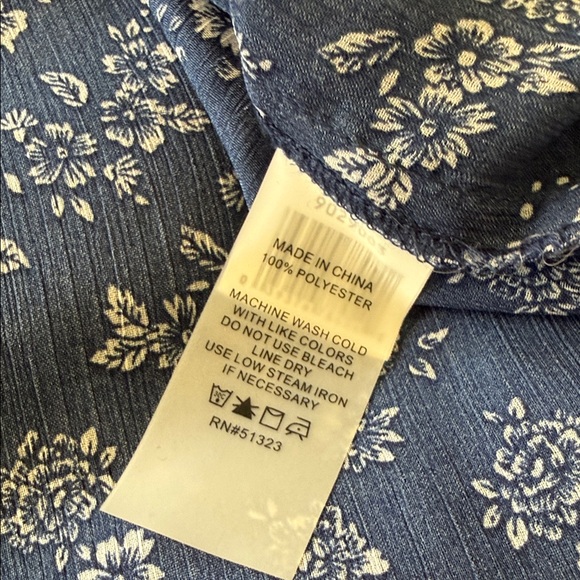 MADE IN CHINA
100% POLYESTER
MACHINE WASH COLD
WITH LIKE COLORS
DO NOT USE BLEACH
LINE DRY
USE LOW STEAM IRON
IF NECESSARY
RN#51323